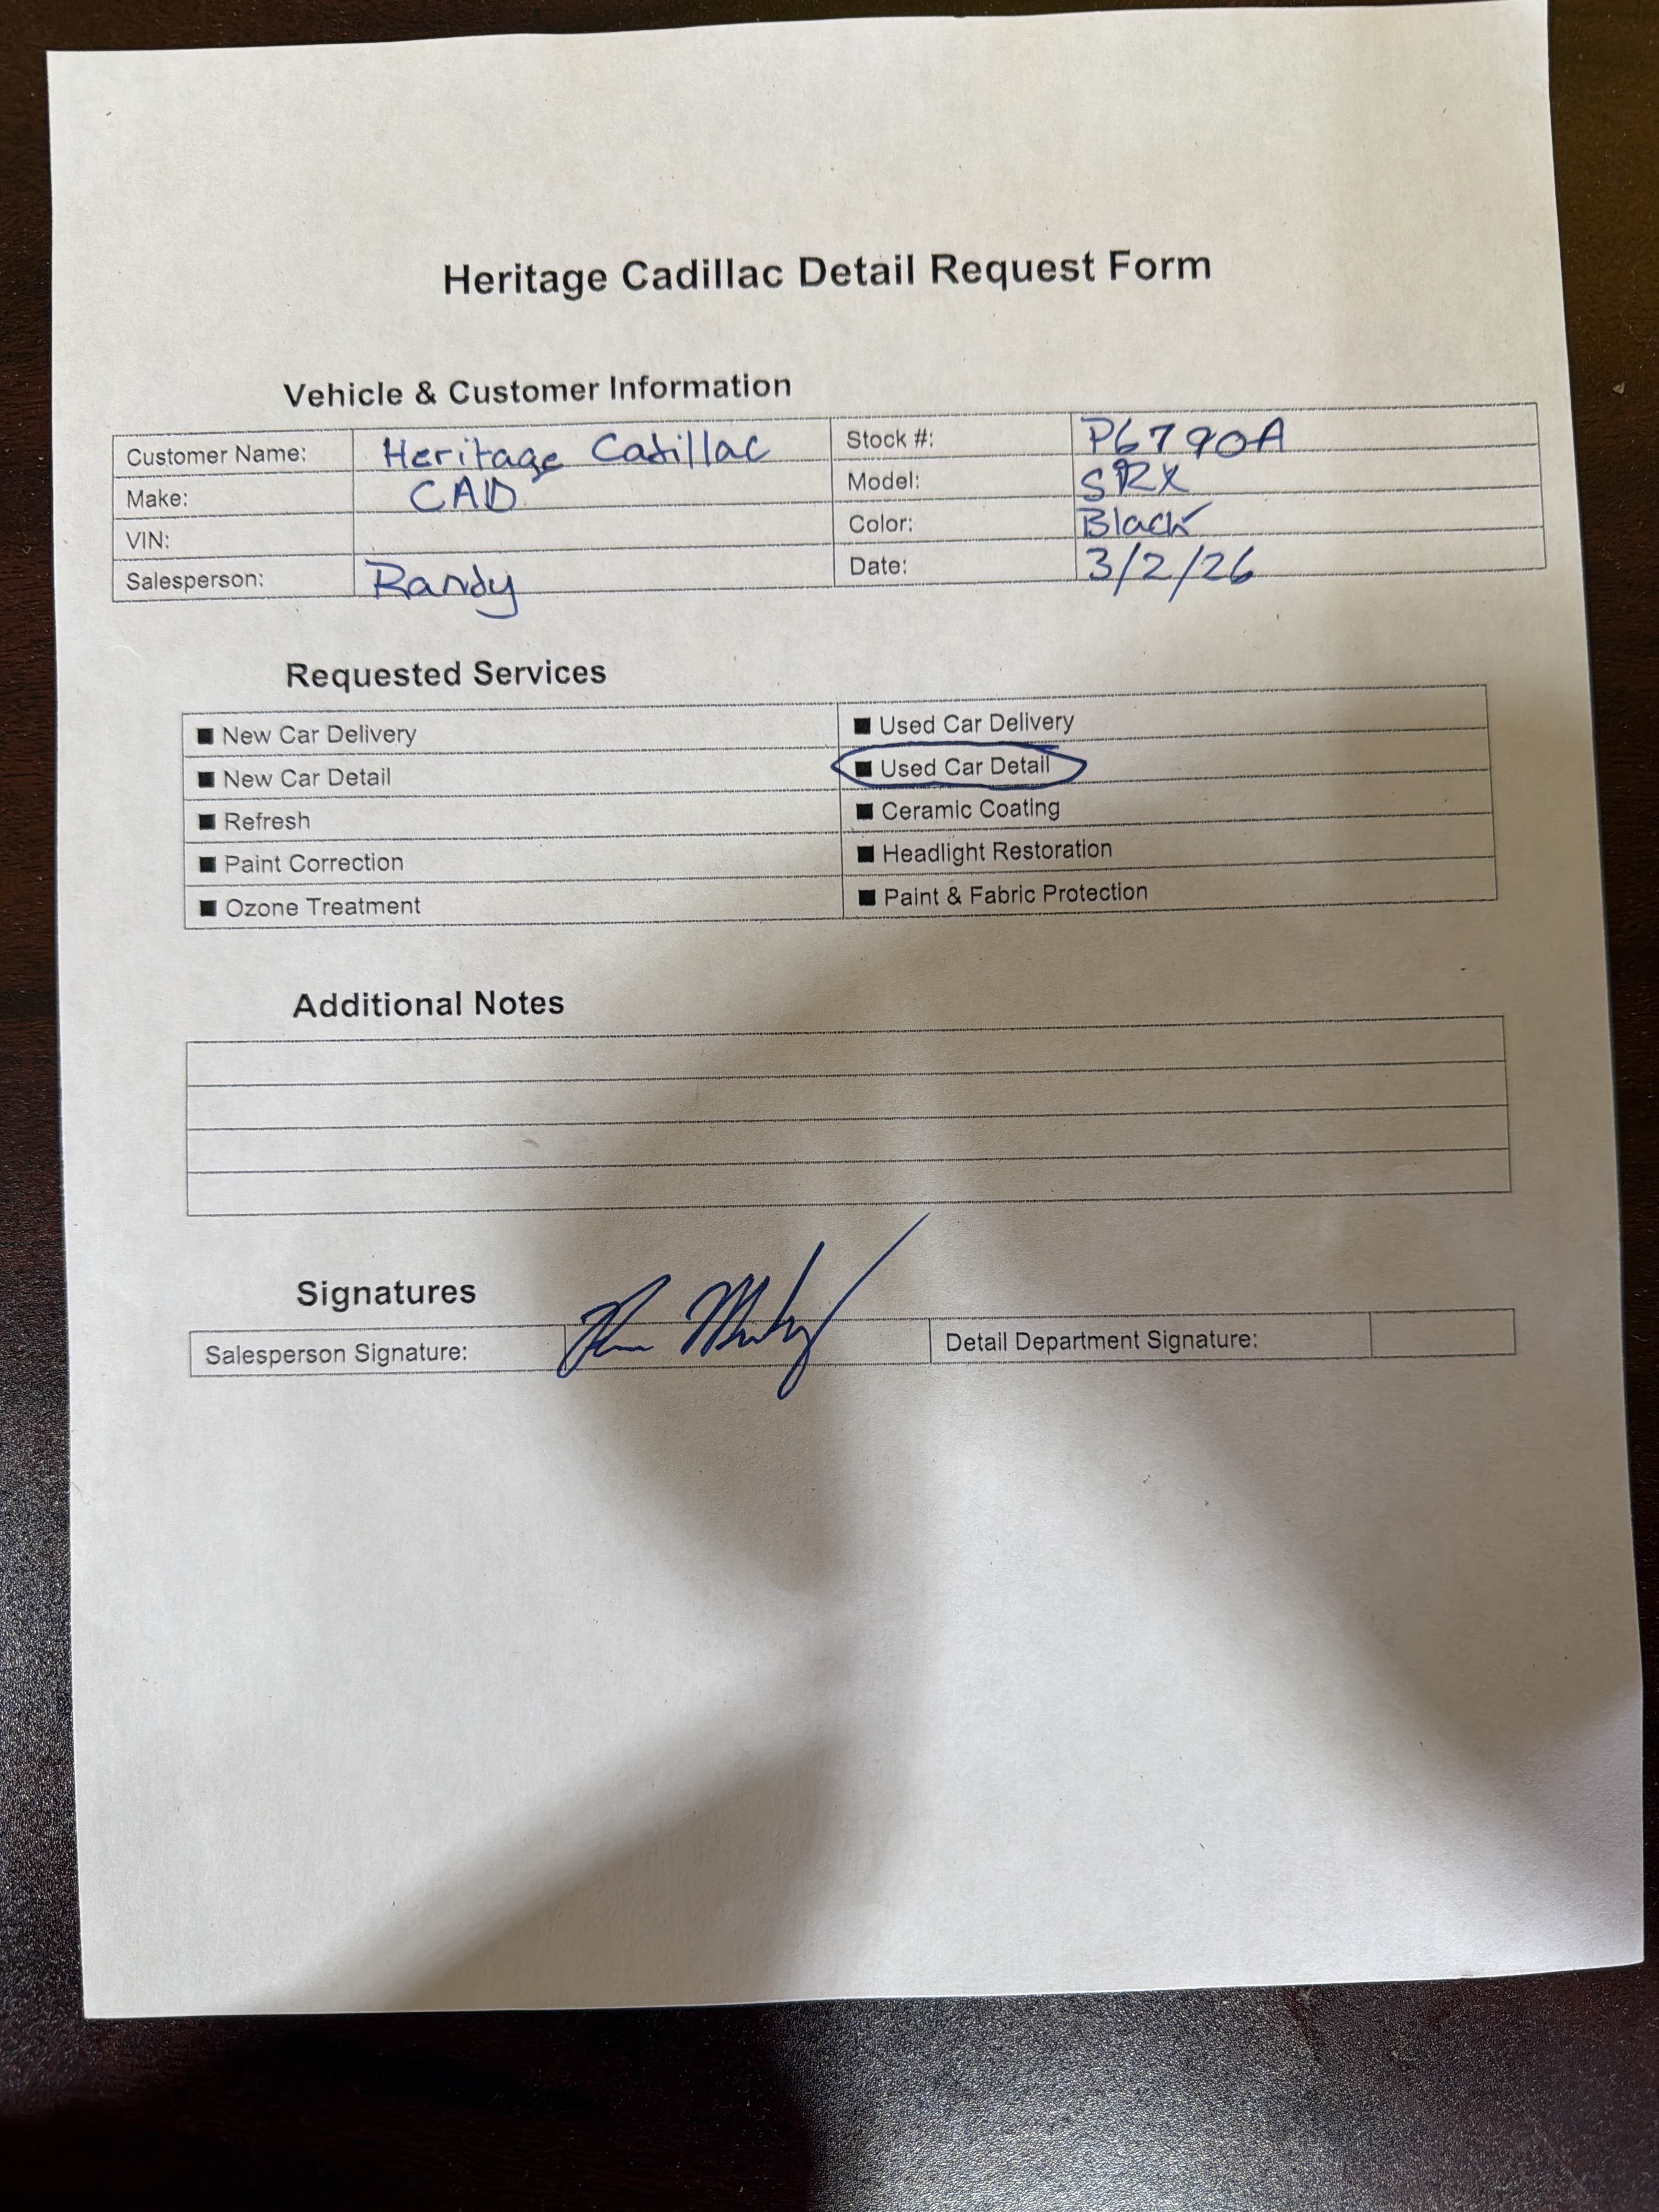 Heritage Cadillac Detail Request Form
Vehicle & Customer Information
Customer Name: Heritage Cadillac Stock #: P6790A
Make: CAD Model: SRX
VIN: Color: Black
Salesperson: Randy Date: 3/2/26
Requested Services
■ New Car Delivery ■ Used Car Delivery
■ New Car Detail ■ Used Car Detail
■ Refresh ■ Ceramic Coating
■ Paint Correction ■ Headlight Restoration
■ Ozone Treatment ■ Paint & Fabric Protection
Additional Notes
Signatures
Salesperson Signature: Detail Department Signature: